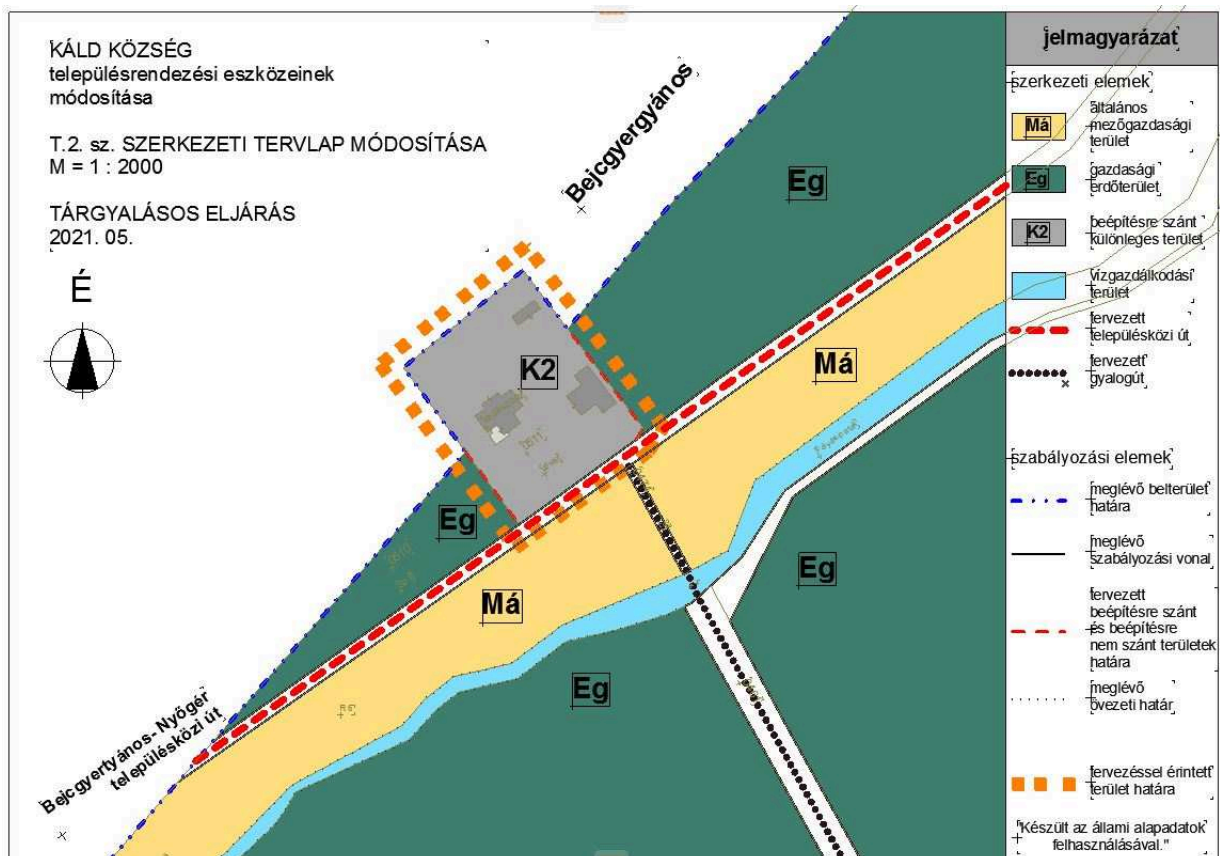 KÁLD KÖZSÉG
településrendezési eszközeinek
módosítása
T.2. sz. SZERKEZETI TERVLAP MÓDOSÍTÁSA
M = 1 : 2000
TÁRGYALÁSOS ELJÁRÁS
2021. 05.
É
Bejcgyergyános
Eg
K2
Má
Eg
Eg
Má
Eg
Bejcgyertyános- Nyőgér
településközi út
jelmagyarázat
szerkezeti elemek
Má
általános
mezőgazdasági
terület
Eg
gazdasági
erdőterület
K2
beépítésre szánt
különleges terület
vízgazdálkodási
terület
tervezett
településközi út
tervezett
gyalogút
szabályozási elemek
meglévő belterület
határa
meglévő
szabályozási vonal
tervezett
beépítésre szánt
és beépítésre
nem szánt területek
határa
meglévő
övezeti határ
tervezéssel érintett
terület határa
"Készült az állami alapadatok
felhasználásával."